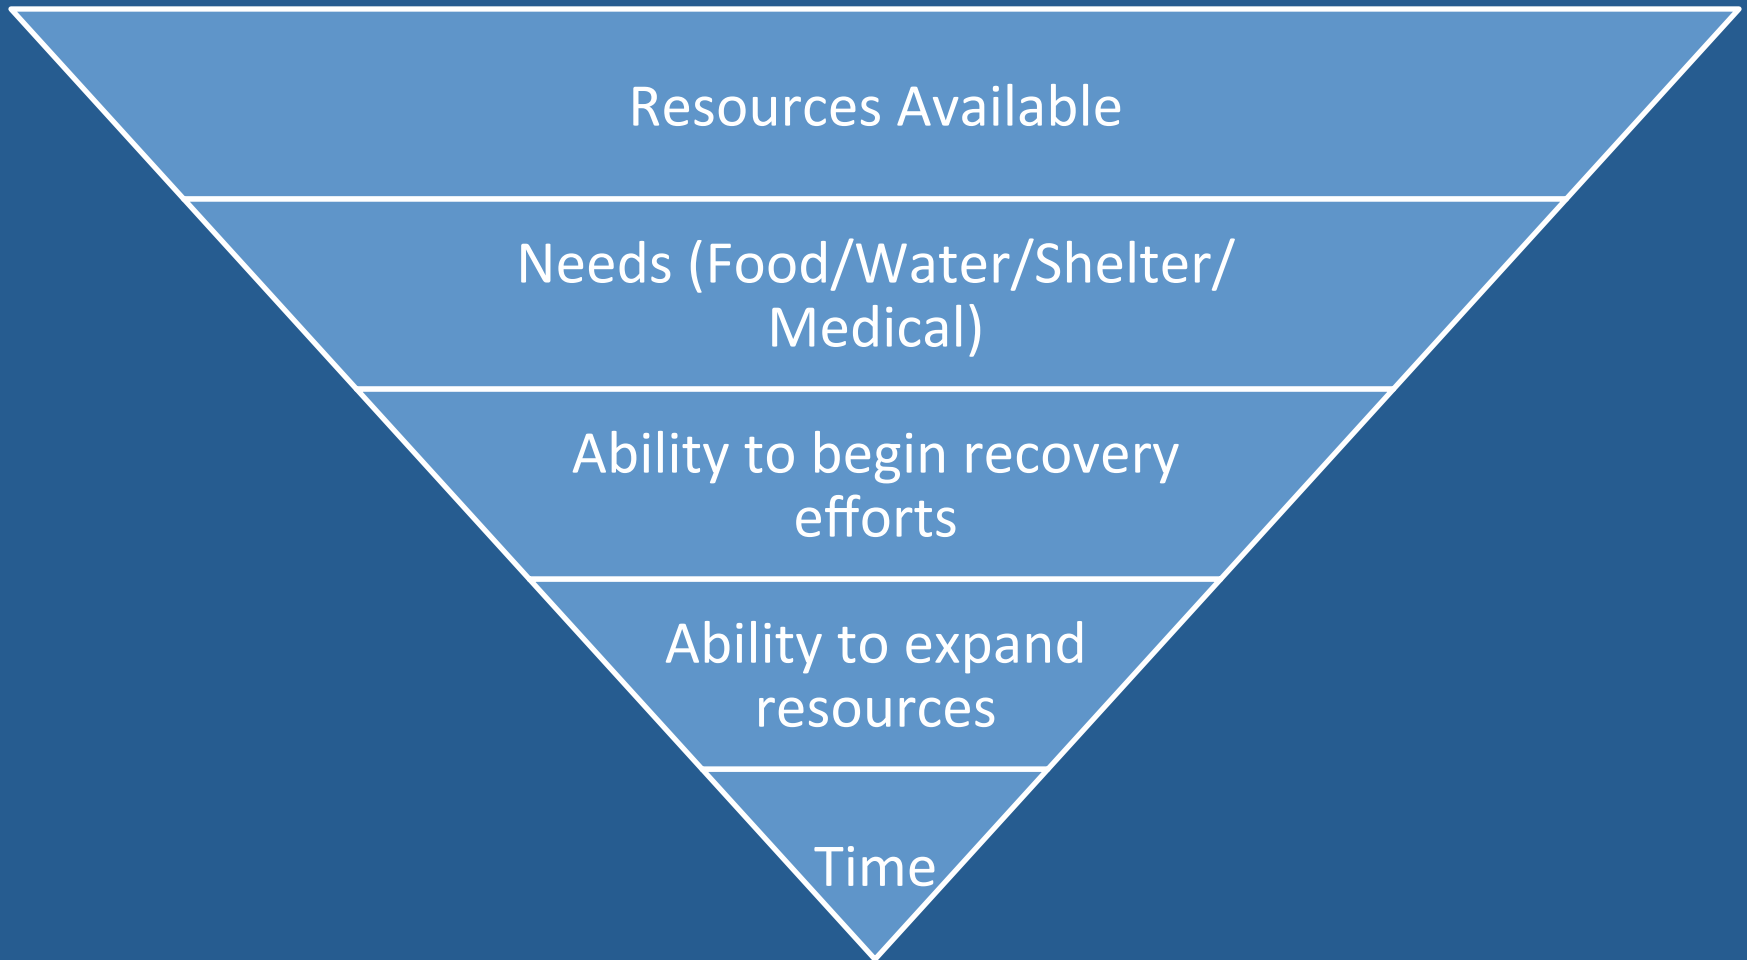 Resources Available
Needs (Food/Water/Shelter/
Medical)
Ability to begin recovery
efforts
Ability to expand
resources
Time